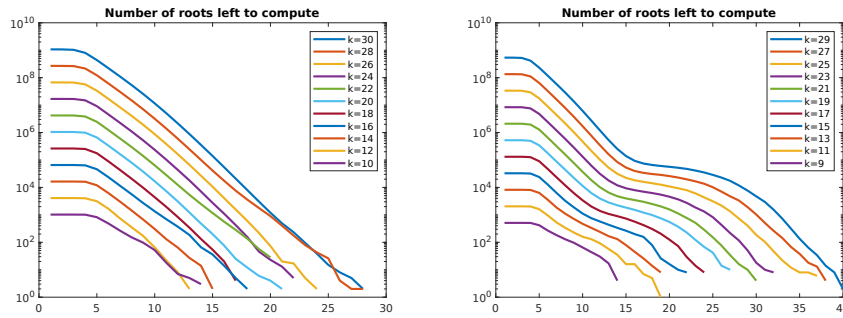 Number of roots left to compute
10^10
10^8
10^6
10^4
10^2
10^0
0 5 10 15 20 25 30
k=30
k=28
k=26
k=24
k=22
k=20
k=18
k=16
k=14
k=12
k=10
Number of roots left to compute
10^10
10^8
10^6
10^4
10^2
10^0
0 5 10 15 20 25 30 35 40
k=29
k=27
k=25
k=23
k=21
k=19
k=17
k=15
k=13
k=11
k=9